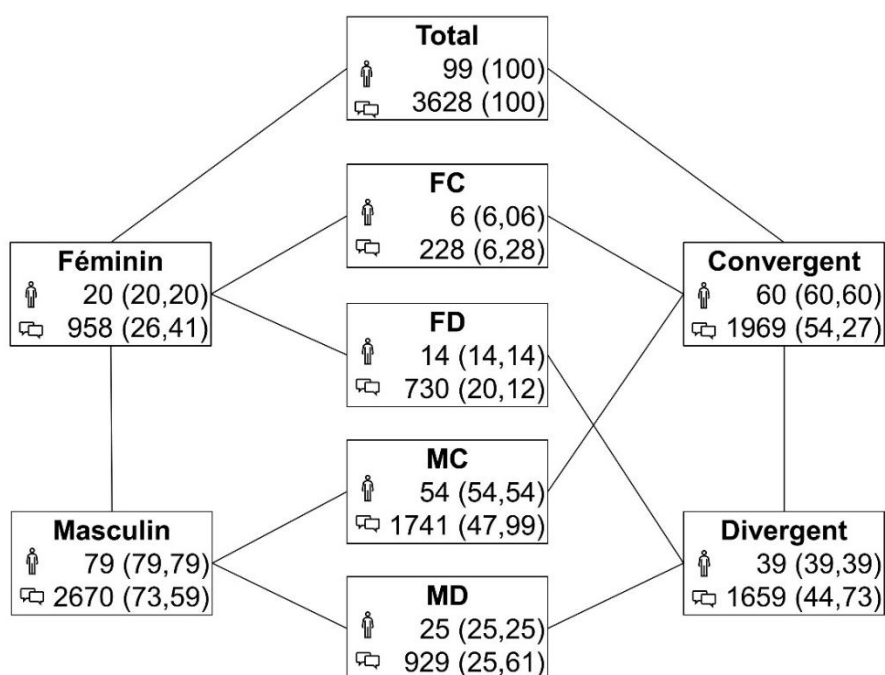 Total
99 (100)
3628 (100)
FC
6 (6,06)
228 (6,28)
Féminin
20 (20,20)
958 (26,41)
Convergent
60 (60,60)
1969 (54,27)
FD
14 (14,14)
730 (20,12)
MC
54 (54,54)
1741 (47,99)
Masculin
79 (79,79)
2670 (73,59)
Divergent
39 (39,39)
1659 (44,73)
MD
25 (25,25)
929 (25,61)